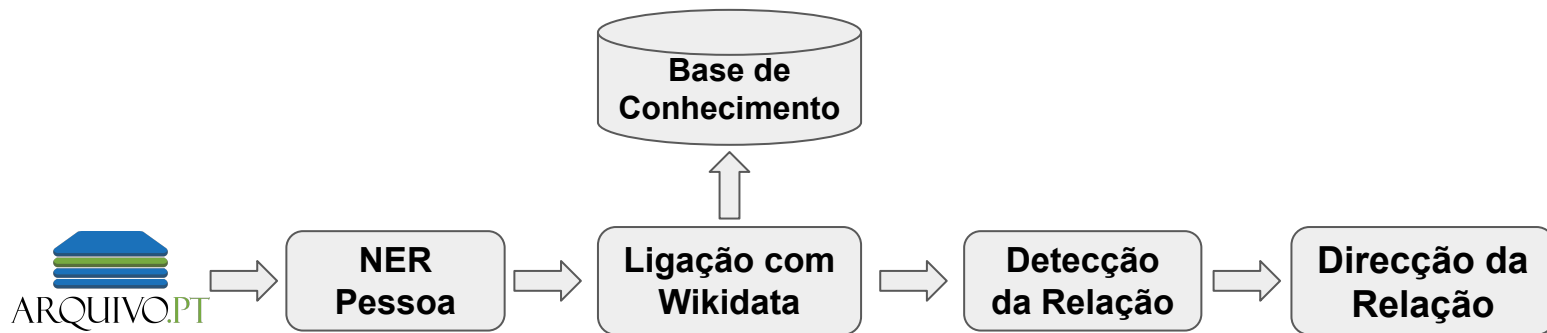 Base de
Conhecimento
ARQUIVO.PT
NER
Pessoa
Ligação com
Wikidata
Detecção
da Relação
Direcção da
Relação